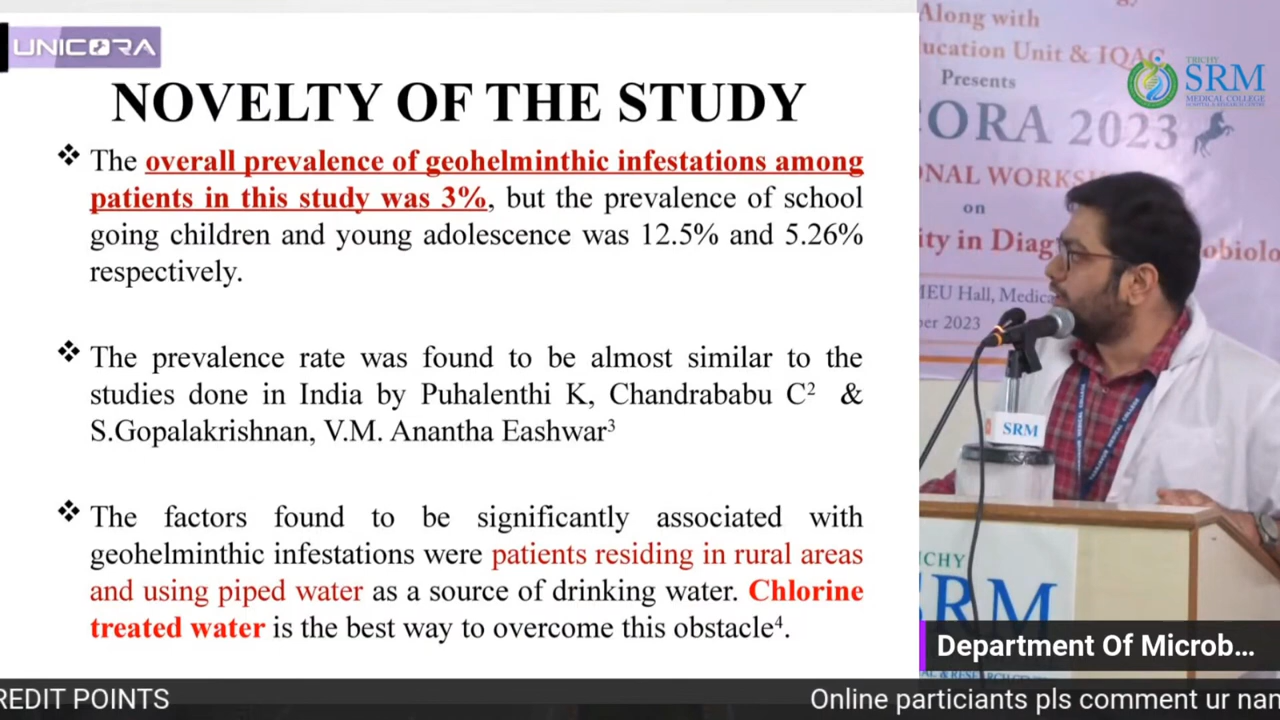 UNICORA
NOVELTY OF THE STUDY
❖ The overall prevalence of geohelminthic infestations among
patients in this study was 3%, but the prevalence of school
going children and young adolescence was 12.5% and 5.26%
respectively.
❖ The prevalence rate was found to be almost similar to the
studies done in India by Puhalenthi K, Chandrababu C² &
S.Gopalakrishnan, V.M. Anantha Eashwar³
❖ The factors found to be significantly associated with
geohelminthic infestations were patients residing in rural areas
and using piped water as a source of drinking water. Chlorine
treated water is the best way to overcome this obstacle⁴.
Along with
ucation Unit & IQAC
Presents
ORA 2023
NAL WORKS
on
ity in Diag obiolo
MEU Hall, Medica
ber 2023
TRICHY
SRM
MEDICAL COLLEGE
HOSPITAL & RESEARCH CENTRE
SRM
CHY
SRM
Department Of Microb...
REDIT POINTS
Online particiants pls comment ur nan